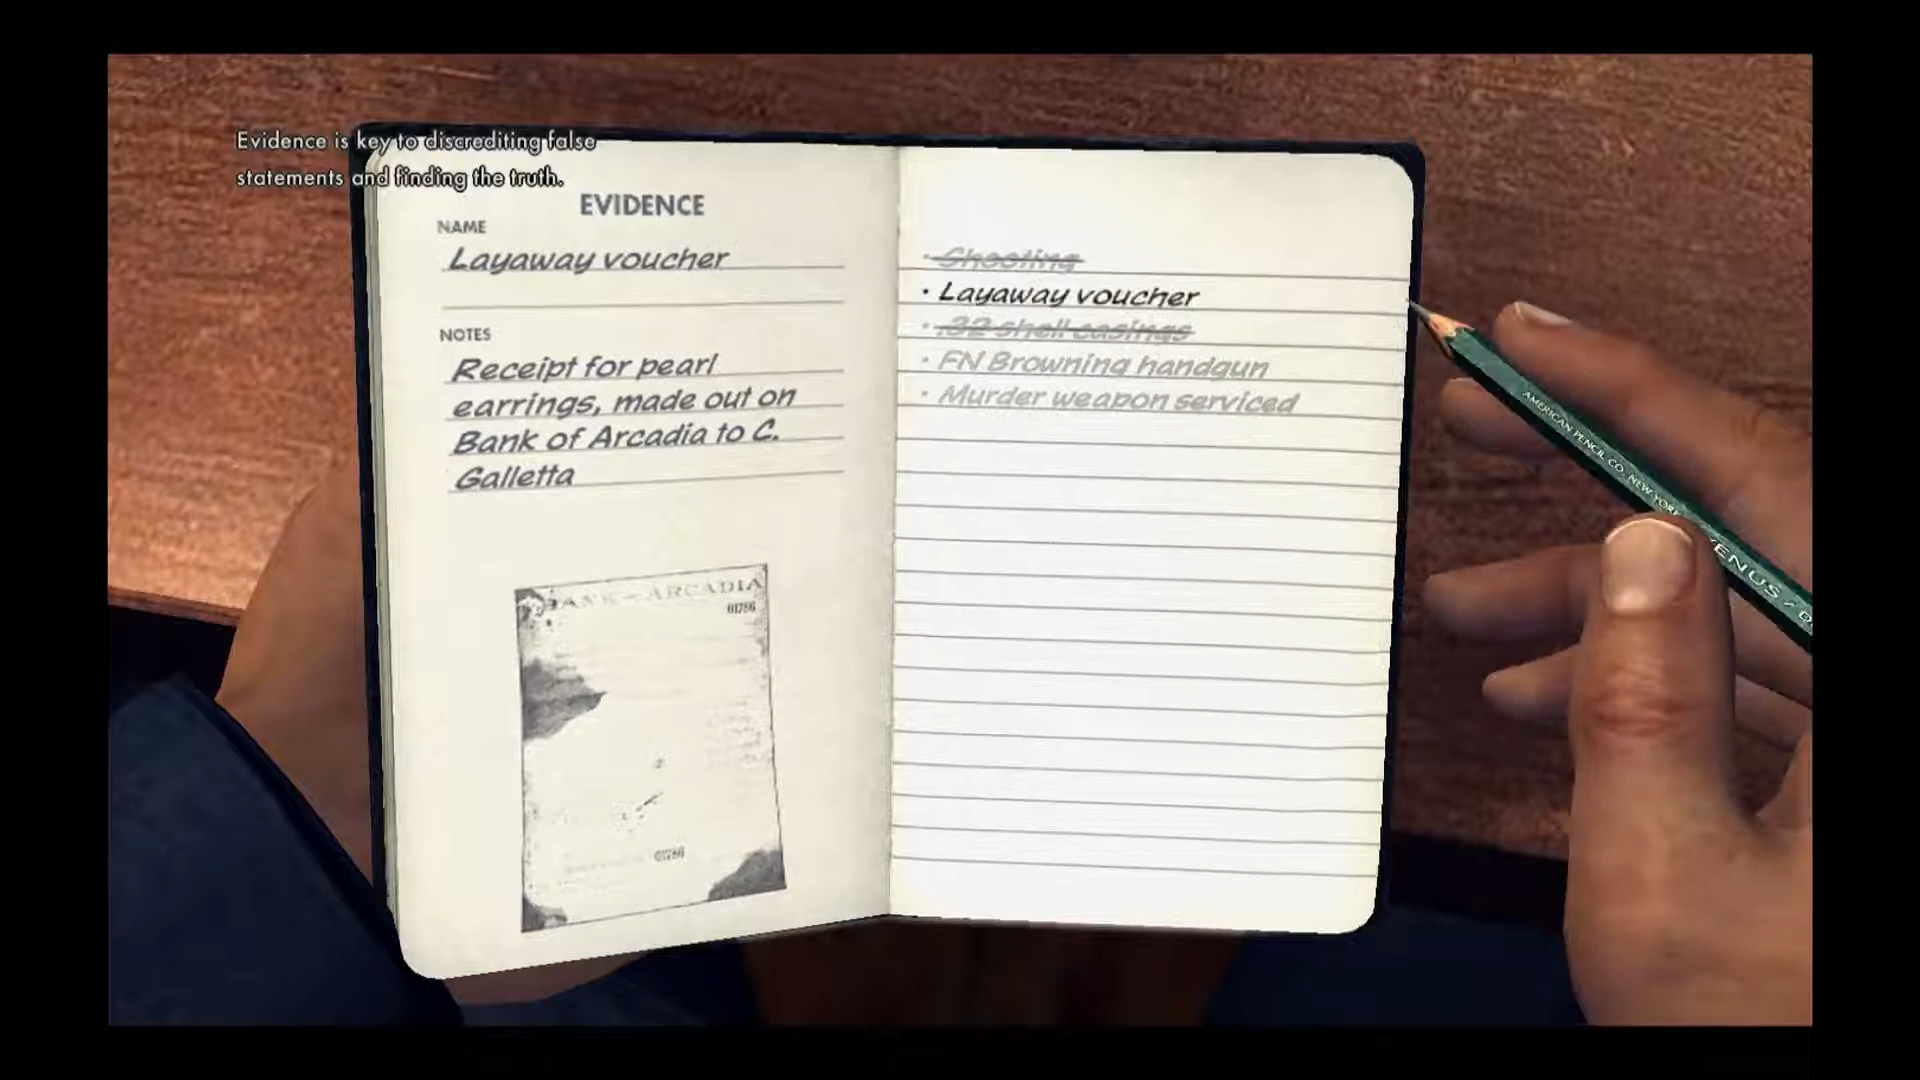 Evidence is key to discrediting false
statements and finding the truth.
EVIDENCE
NAME
Layaway voucher
NOTES
Receipt for pearl
earrings, made out on
Bank of Arcadia to C.
Galletta
BANK OF ARCADIA
01786
01786
· Shooting
· Layaway voucher
· .32 shell casings
· FN Browning handgun
· Murder weapon serviced
AMERICAN PENCIL CO. NEW YORK
VENUS